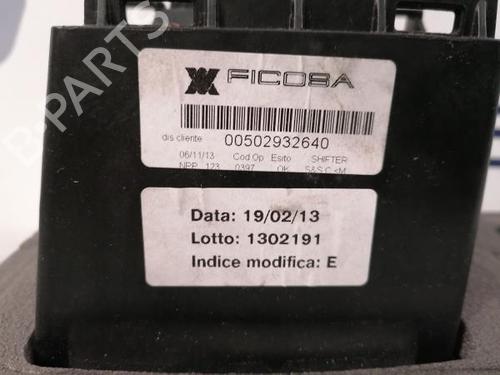 FICOSA
dis cliente 00502932640
06/11/13 Cod Op Esito SHIFTER
NPP 123 0397 OK S&S C <M
Data: 19/02/13
Lotto: 1302191
Indice modifica: E
B-PARTS